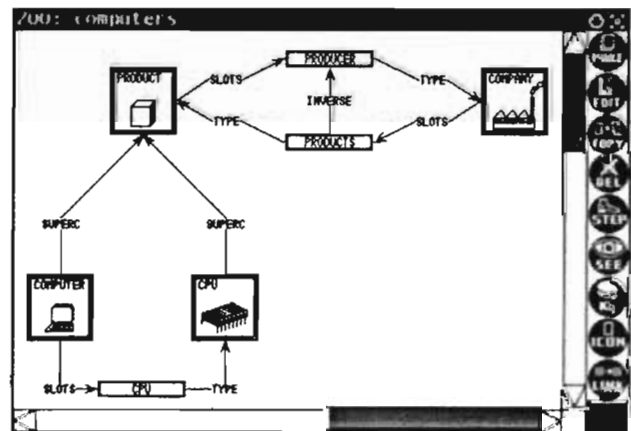 ZOO: computers
PRODUCT
SLOTS
PRODUCER
TYPE
COMPANY
INVERSE
TYPE
PRODUCTS
SLOTS
SUPERC
SUPERC
COMPUTER
CPU
SLOTS
CPU
TYPE
EDIT
COPY
DEL
STEP
SEE
ICON
LINK